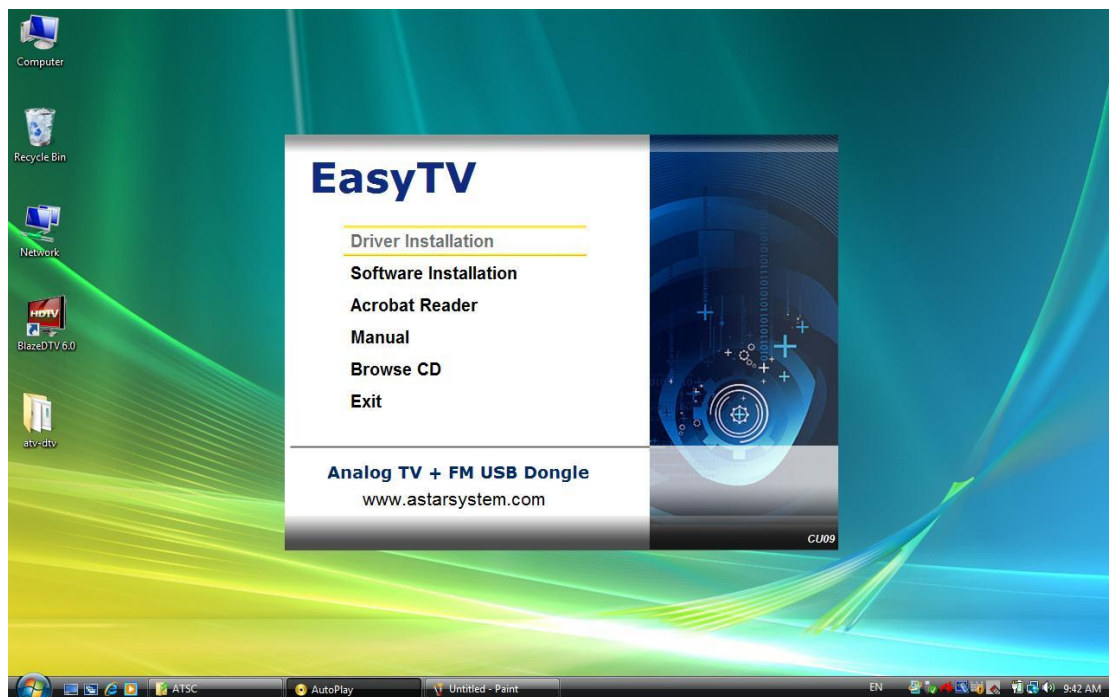 Computer
Recycle Bin
Network
HDTV
BlazeDTV 6.0
atv-dtv
EasyTV
Driver Installation
Software Installation
Acrobat Reader
Manual
Browse CD
Exit
Analog TV + FM USB Dongle
www.astarsystem.com
CU09
ATSC
AutoPlay
Untitled - Paint
EN
9:42 AM